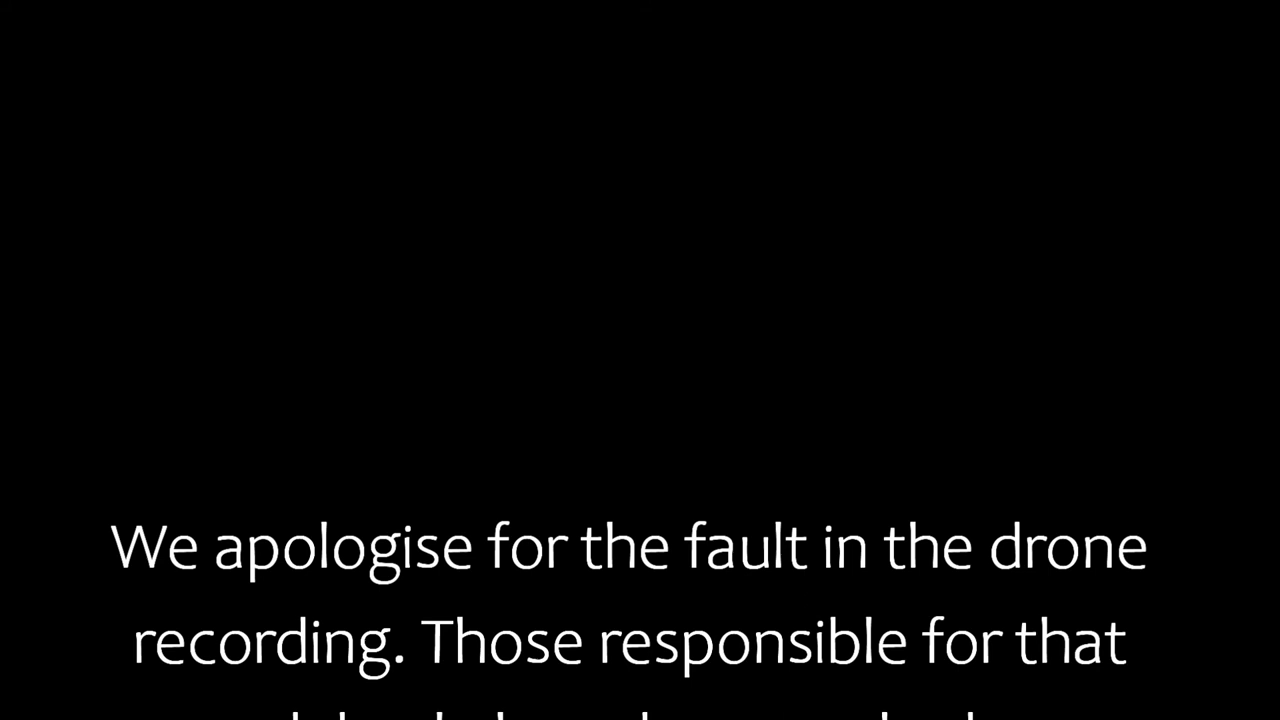 We apologise for the fault in the drone
recording. Those responsible for that